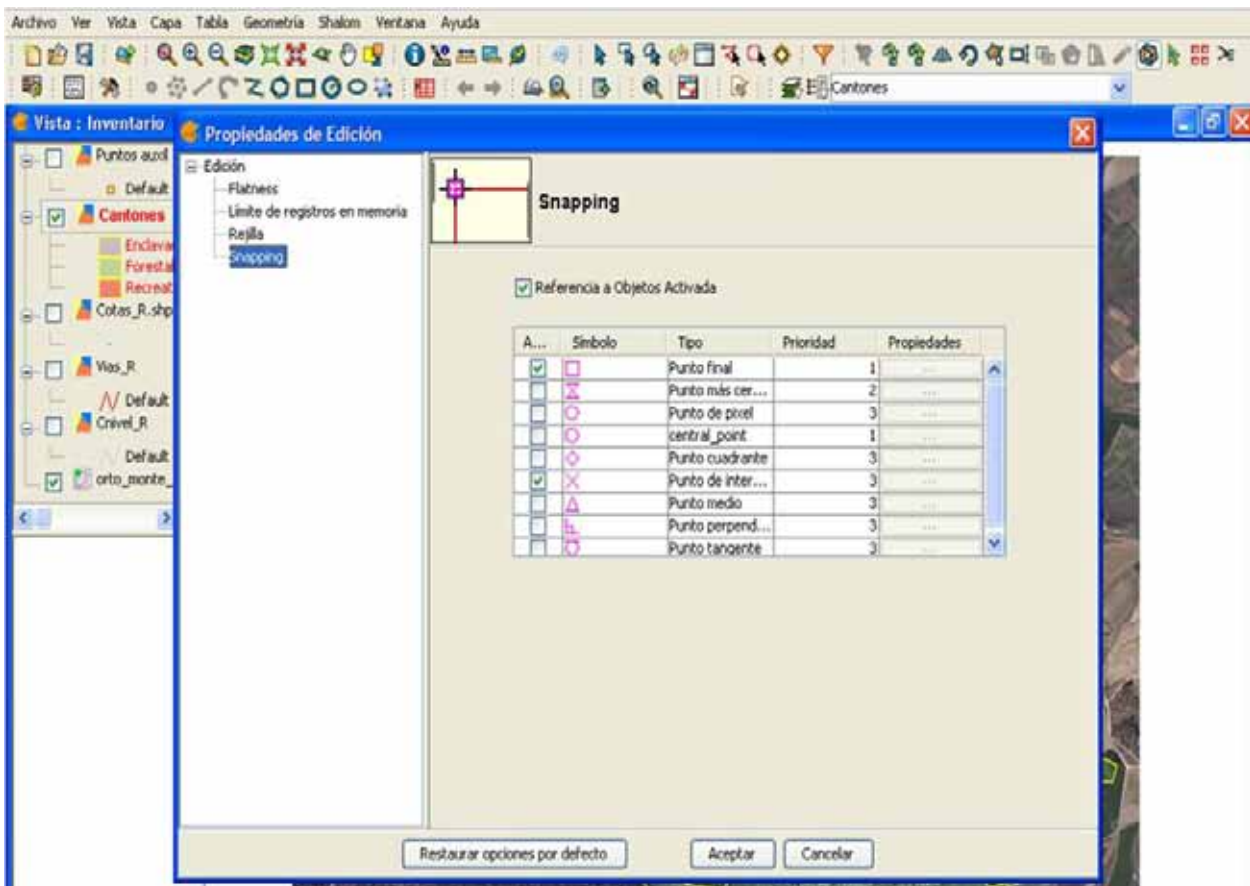 Archivo Ver Vista Capa Tabla Geometría Shalom Ventana Ayuda
Cantones
Vista : Inventario
Puntos auxil
Default
Cantones
Enclava
Forestal
Recreat
Cotas_R.shp
Vias_R
Default
Cnivel_R
Default
orto_monte_
Propiedades de Edición
Edición
Flatness
Límite de registros en memoria
Rejilla
Snapping
Snapping
Referencia a Objetos Activada
A... Símbolo Tipo Prioridad Propiedades
Punto final 1 ...
Punto más cer... 2 ...
Punto de pixel 3 ...
central_point 1 ...
Punto cuadrante 3 ...
Punto de inter... 3 ...
Punto medio 3 ...
Punto perpend... 3 ...
Punto tangente 3 ...
Restaurar opciones por defecto Aceptar Cancelar